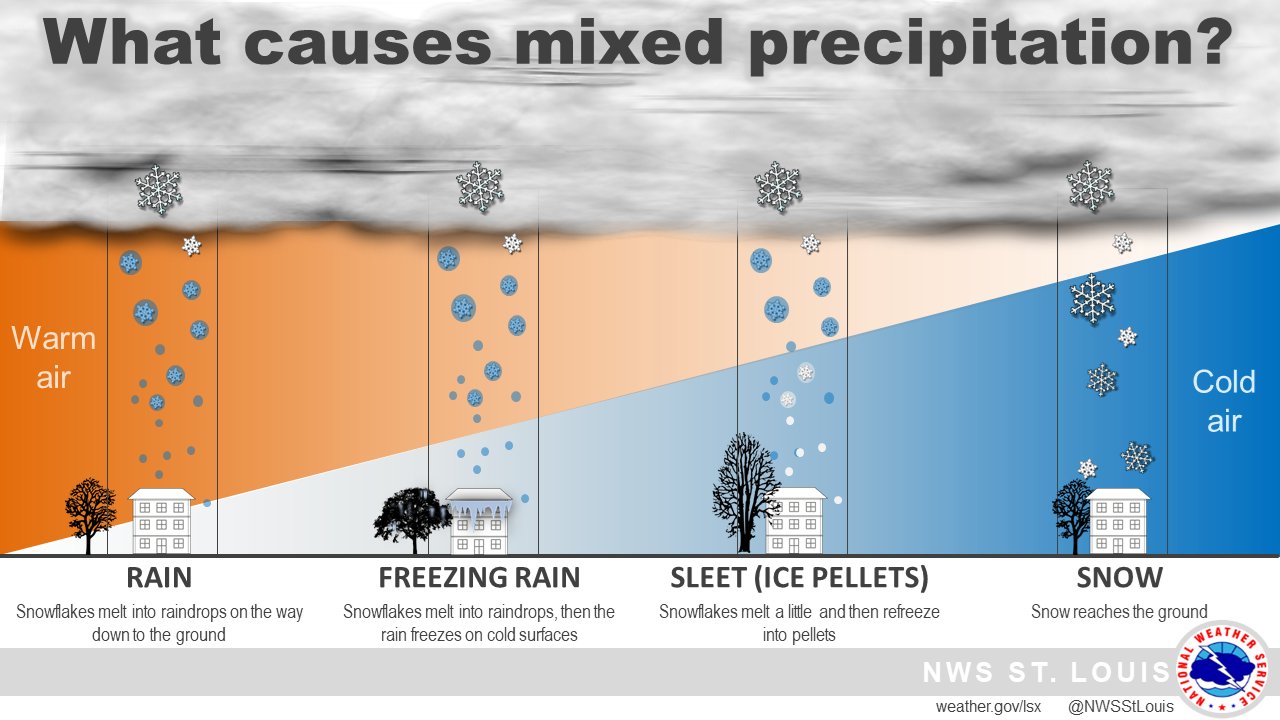 What causes mixed precipitation?
Warm
air
Cold
air
RAIN
Snowflakes melt into raindrops on the way
down to the ground
FREEZING RAIN
Snowflakes melt into raindrops, then the
rain freezes on cold surfaces
SLEET (ICE PELLETS)
Snowflakes melt a little and then refreeze
into pellets
SNOW
Snow reaches the ground
NWS ST. LOUIS
NATIONAL WEATHER SERVICE
weather.gov/lsx @NWSStLouis